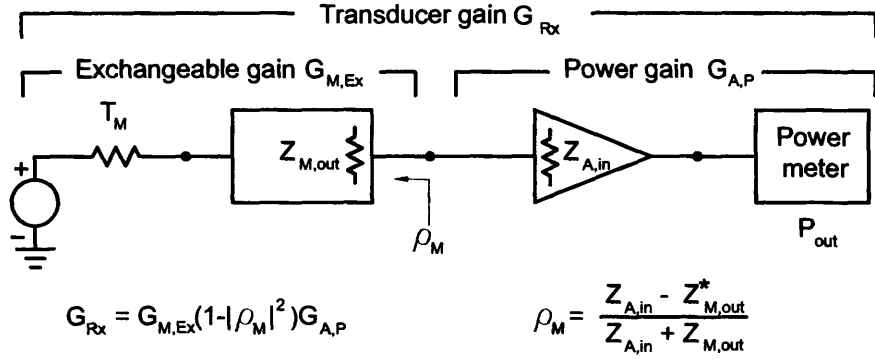 Transducer gain G_Rx
Exchangeable gain G_M,Ex
Power gain G_A,P
T_M
+
-
Z_M,out
Z_A,in
Power
meter
ρ_M
P_out
G_Rx = G_M,Ex(1-|ρ_M|²)G_A,P
ρ_M = (Z_A,in - Z*_M,out)/(Z_A,in + Z_M,out)